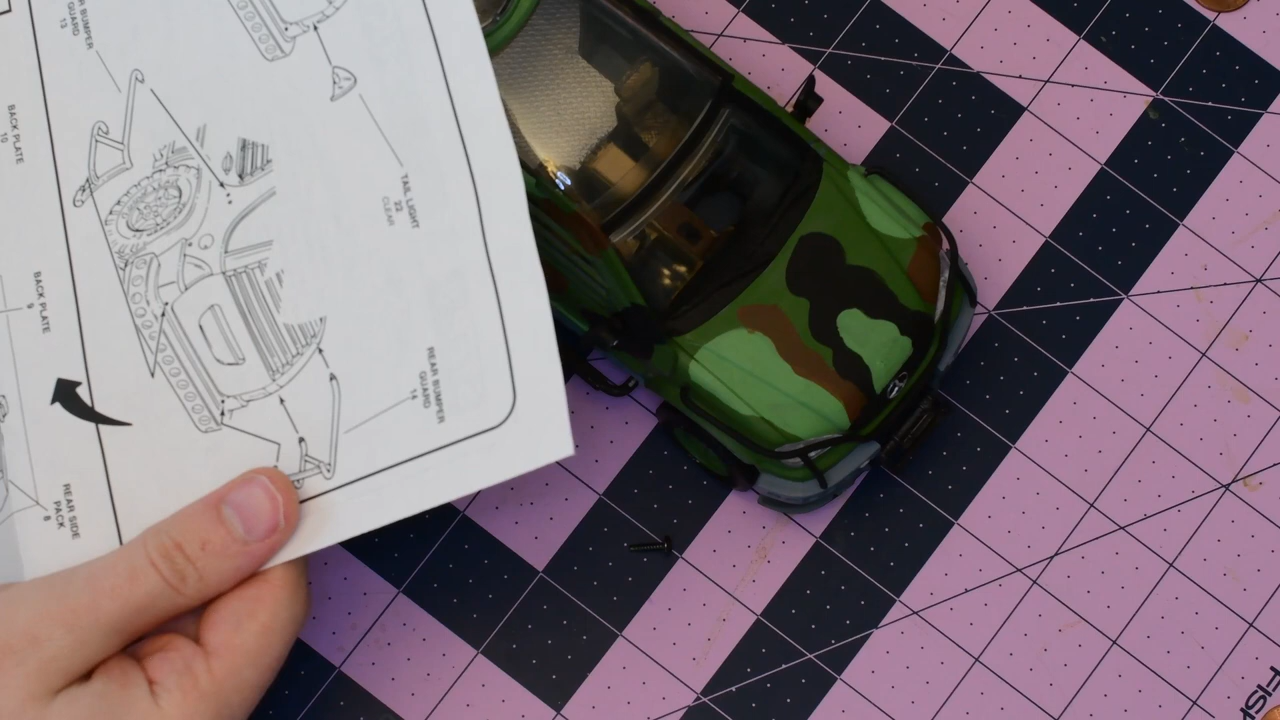 BUMPER
GUARD
13
BACK PLATE
10
TAIL LIGHT
22
CLEAR
BACK PLATE
9
REAR BUMPER
GUARD
14
REAR SIDE
PACK
8